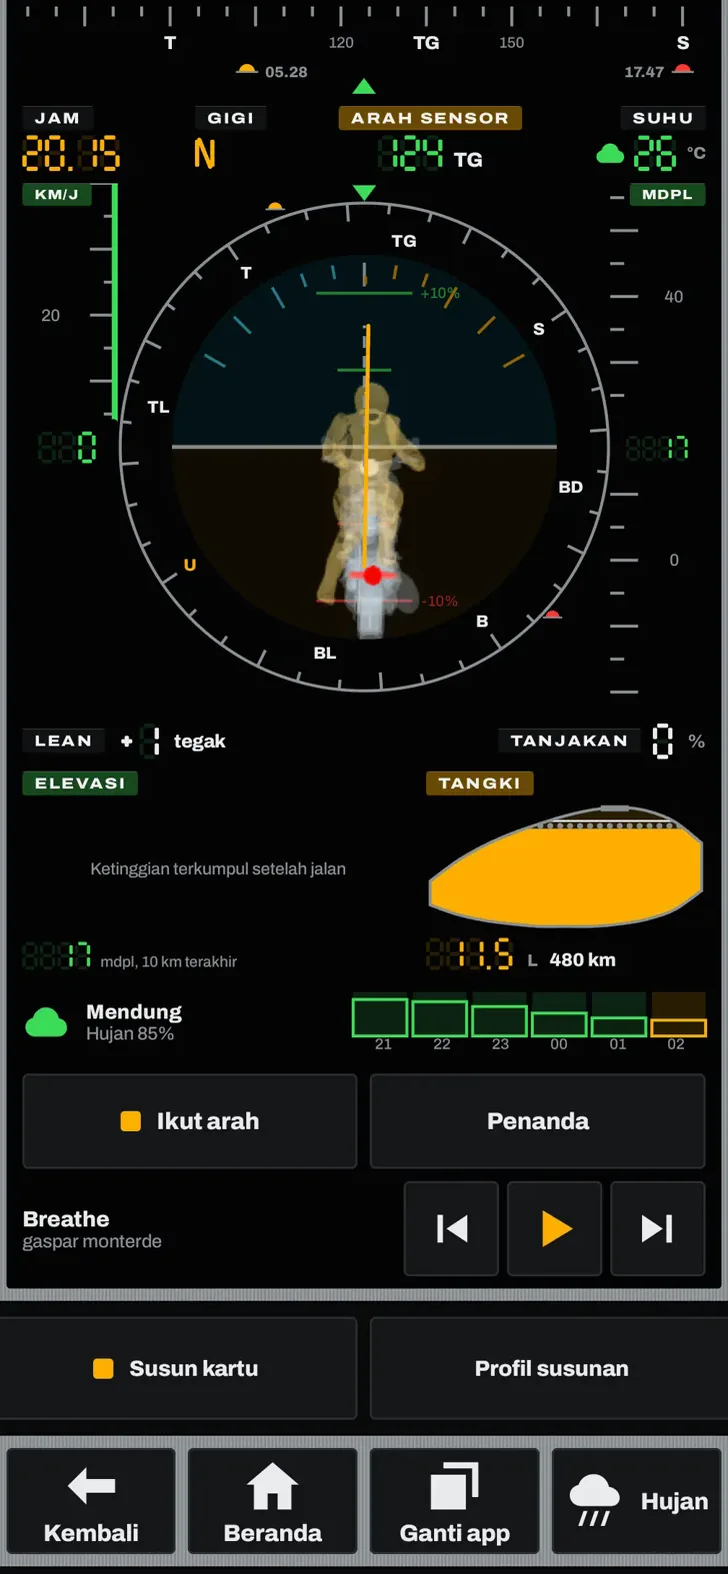 T 120 TG 150 S
05.28 17.47
JAM GIGI ARAH SENSOR SUHU
20.15 N 124 TG 26 °C
KM/J MDPL
TG
T
+10%
40
20
S
TL
0 17
BD
U
0
-10%
B
BL
LEAN +1 tegak TANJAKAN 0 %
ELEVASI TANGKI
Ketinggian terkumpul setelah jalan
17 mdpl, 10 km terakhir 11.5 L 480 km
Mendung
Hujan 85%
21 22 23 00 01 02
Ikut arah Penanda
Breathe
gaspar monterde
Susun kartu Profil susunan
Kembali Beranda Ganti app Hujan